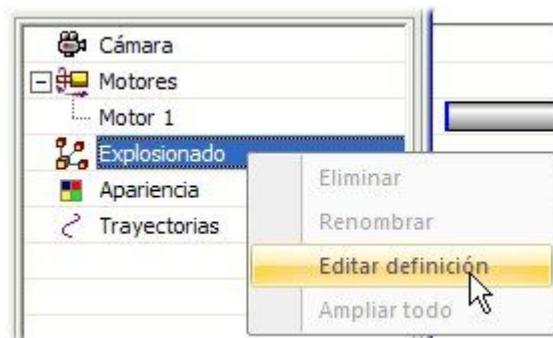 Cámara
Motores
Motor 1
Explosionado
Apariencia
Trayectorias
Eliminar
Renombrar
Editar definición
Ampliar todo